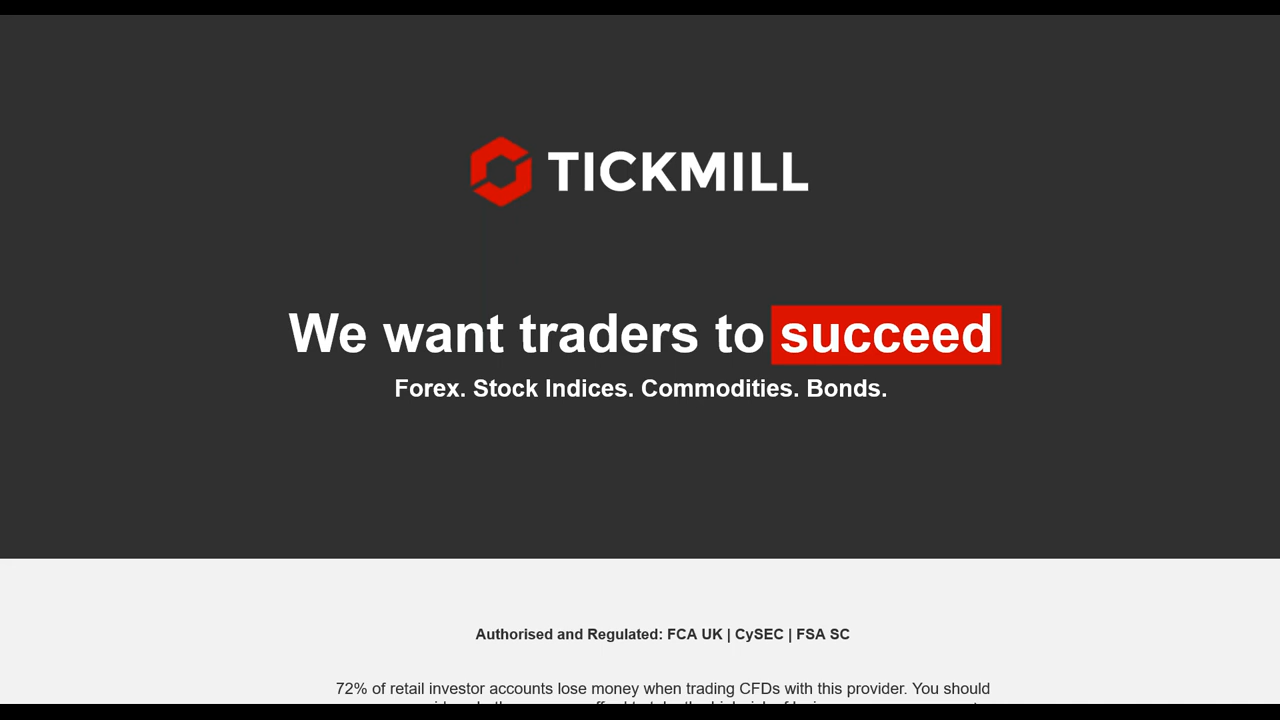 TICKMILL
We want traders to succeed
Forex. Stock Indices. Commodities. Bonds.
Authorised and Regulated: FCA UK | CySEC | FSA SC
72% of retail investor accounts lose money when trading CFDs with this provider. You should